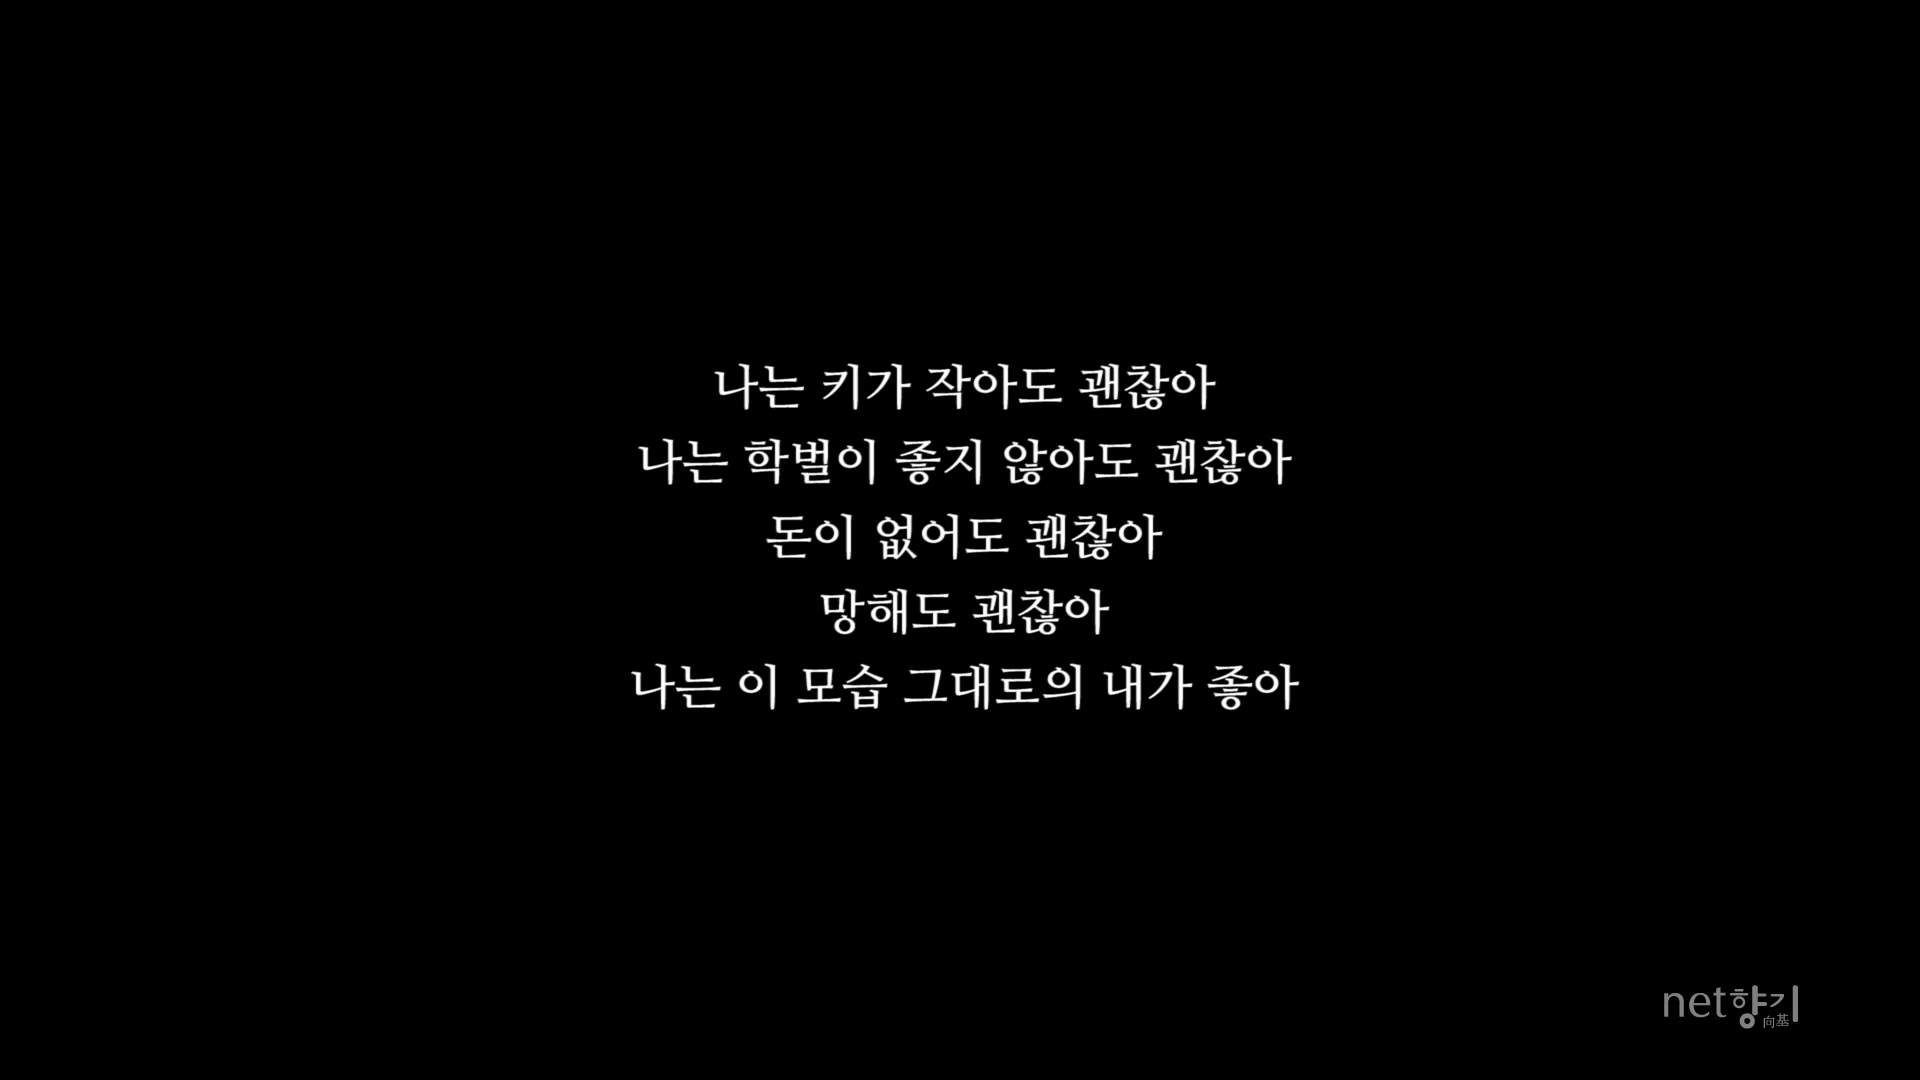 나는 키가 작아도 괜찮아
나는 학벌이 좋지 않아도 괜찮아
돈이 없어도 괜찮아
망해도 괜찮아
나는 이 모습 그대로의 내가 좋아
net향기
向基